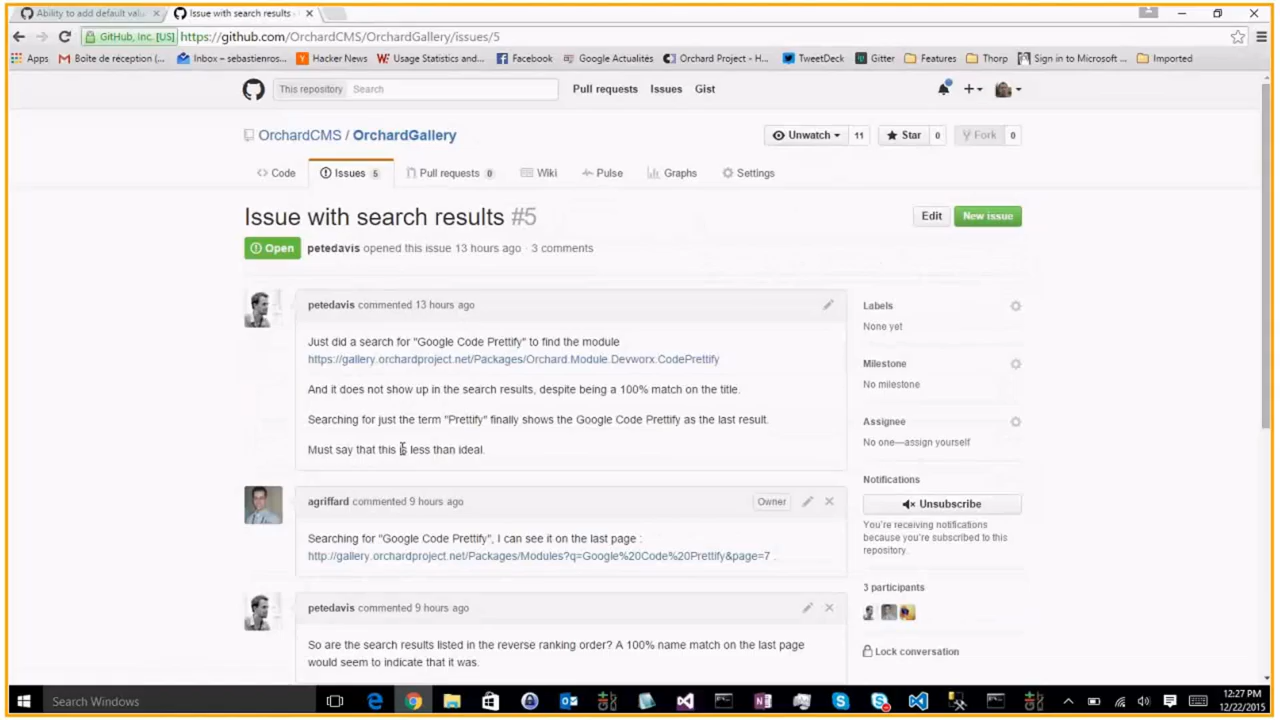 Ability to add default valu
Issue with search results ·
GitHub, Inc. [US] https://github.com/OrchardCMS/OrchardGallery/issues/5
Apps
Boîte de réception (...
Inbox – sebastienros...
Hacker News
Usage Statistics and...
Facebook
Google Actualités
Orchard Project - H...
TweetDeck
Gitter
Features
Thorp
Sign in to Microsoft ...
Imported
This repository Search
Pull requests Issues Gist
OrchardCMS / OrchardGallery
Unwatch 11 Star 0 Fork 0
Code Issues 5 Pull requests 0 Wiki Pulse Graphs Settings
Issue with search results #5
Edit New issue
Open petedavis opened this issue 13 hours ago · 3 comments
petedavis commented 13 hours ago
Just did a search for "Google Code Prettify" to find the module
https://gallery.orchardproject.net/Packages/Orchard.Module.Devworx.CodePrettify
And it does not show up in the search results, despite being a 100% match on the title.
Searching for just the term "Prettify" finally shows the Google Code Prettify as the last result.
Must say that this is less than ideal.
agriffard commented 9 hours ago Owner
Searching for "Google Code Prettify", I can see it on the last page :
http://gallery.orchardproject.net/Packages/Modules?q=Google%20Code%20Prettify&page=7 .
petedavis commented 9 hours ago
So are the search results listed in the reverse ranking order? A 100% name match on the last page
would seem to indicate that it was.
Labels
None yet
Milestone
No milestone
Assignee
No one—assign yourself
Notifications
Unsubscribe
You're receiving notifications
because you're subscribed to this
repository.
3 participants
Lock conversation
Search Windows
12:27 PM
12/22/2015